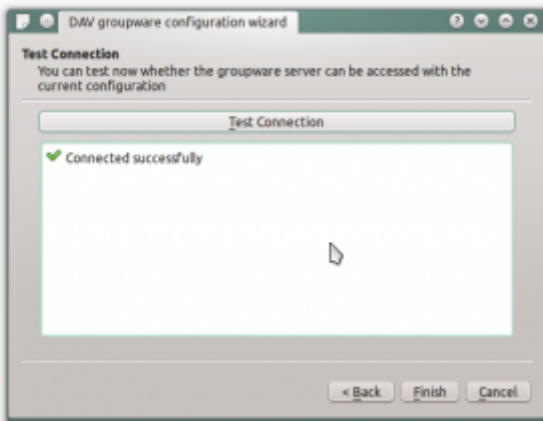 DAV groupware configuration wizard
Test Connection
You can test now whether the groupware server can be accessed with the
current configuration
Test Connection
Connected successfully
< Back
Finish
Cancel